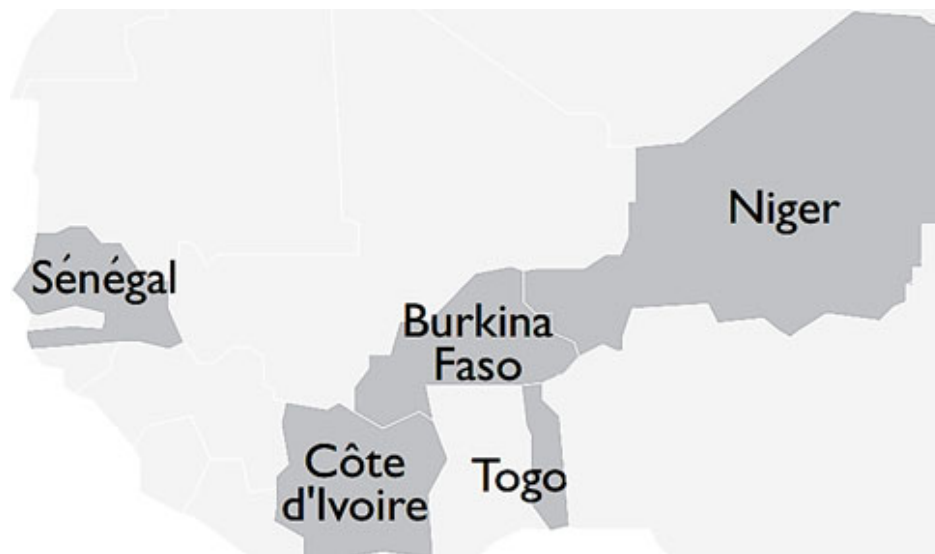 Niger
Sénégal
Burkina
Faso
Côte
d'Ivoire
Togo